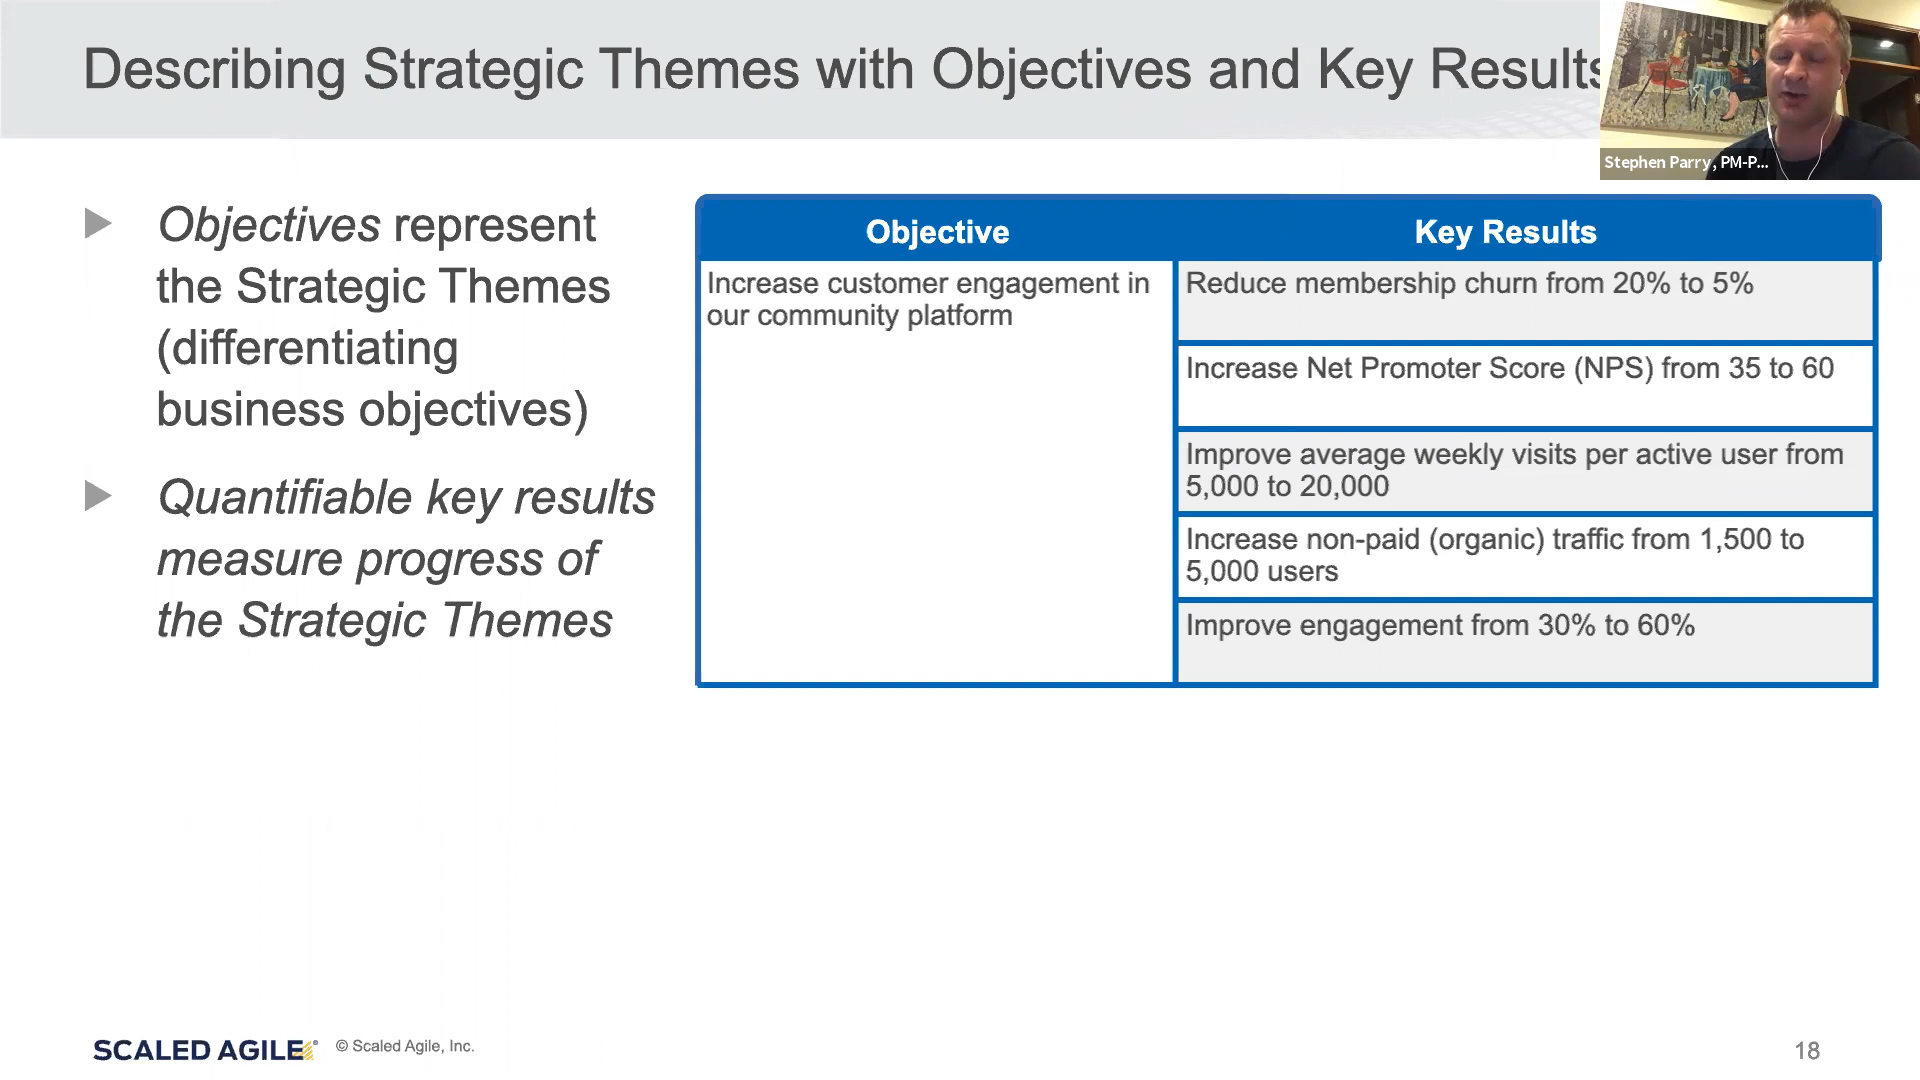 Describing Strategic Themes with Objectives and Key Results
Stephen Parry, PM-P...
Objectives represent
the Strategic Themes
(differentiating
business objectives)
Quantifiable key results
measure progress of
the Strategic Themes
Objective
Key Results
Increase customer engagement in
our community platform
Reduce membership churn from 20% to 5%
Increase Net Promoter Score (NPS) from 35 to 60
Improve average weekly visits per active user from
5,000 to 20,000
Increase non-paid (organic) traffic from 1,500 to
5,000 users
Improve engagement from 30% to 60%
SCALED AGILE®
© Scaled Agile, Inc.
18